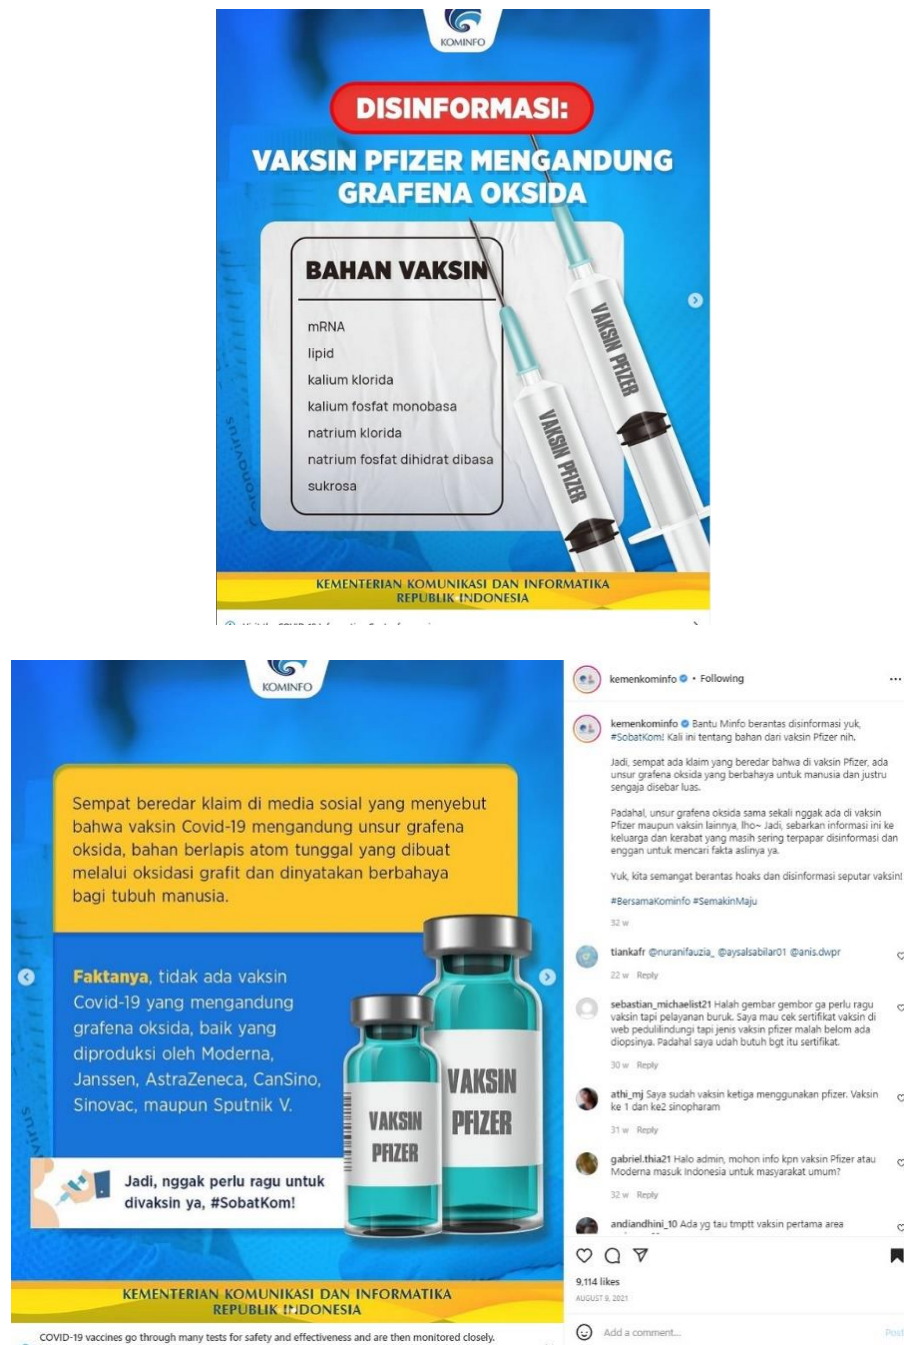 KOMINFO
DISINFORMASI:
VAKSIN PFIZER MENGANDUNG
GRAFENA OKSIDA
BAHAN VAKSIN
mRNA
lipid
kalium klorida
kalium fosfat monobasa
natrium klorida
natrium fosfat dihidrat dibasa
sukrosa
VAKSIN PFIZER
VAKSIN PFIZER
KEMENTERIAN KOMUNIKASI DAN INFORMATIKA
REPUBLIK INDONESIA
KOMINFO
Sempat beredar klaim di media sosial yang menyebut
bahwa vaksin Covid-19 mengandung unsur grafena
oksida, bahan berlapis atom tunggal yang dibuat
melalui oksidasi grafit dan dinyatakan berbahaya
bagi tubuh manusia.
Faktanya, tidak ada vaksin
Covid-19 yang mengandung
grafena oksida, baik yang
diproduksi oleh Moderna,
Janssen, AstraZeneca, CanSino,
Sinovac, maupun Sputnik V.
VAKSIN
PFIZER
VAKSIN
PFIZER
Jadi, nggak perlu ragu untuk
divaksin ya, #SobatKom!
KEMENTERIAN KOMUNIKASI DAN INFORMATIKA
REPUBLIK INDONESIA
COVID-19 vaccines go through many tests for safety and effectiveness and are then monitored closely.
kemenkominfo • Following
kemenkominfo Bantu Minfo berantas disinformasi yuk,
#SobatKom! Kali ini tentang bahan dari vaksin Pfizer nih.
Jadi, sempat ada klaim yang beredar bahwa di vaksin Pfizer, ada
unsur grafena oksida yang berbahaya untuk manusia dan justru
sengaja disebar luas.
Padahal, unsur grafena oksida sama sekali nggak ada di vaksin
Pfizer maupun vaksin lainnya, lho~ Jadi, sebarkan informasi ini ke
keluarga dan kerabat yang masih sering terpapar disinformasi dan
enggan untuk mencari fakta aslinya ya.
Yuk, kita semangat berantas hoaks dan disinformasi seputar vaksin!
#BersamaKominfo #SemakinMaju
32 w
tiankafr @nuranifauzia_ @aysalsabilar01 @anis.dwpr
22 w Reply
sebastian_michaelist21 Halah gembar gembor ga perlu ragu
vaksin tapi pelayanan buruk. Saya mau cek sertifikat vaksin di
web pedulilindungi tapi jenis vaksin pfizer malah belom ada
diopsinya. Padahal saya udah butuh bgt itu sertifikat.
30 w Reply
athi_mj Saya sudah vaksin ketiga menggunakan pfizer. Vaksin
ke 1 dan ke2 sinopharam
31 w Reply
gabriel.thia21 Halo admin, mohon info kpn vaksin Pfizer atau
Moderna masuk Indonesia untuk masyarakat umum?
32 w Reply
andiandhini_10 Ada yg tau tmptt vaksin pertama area
9,114 likes
AUGUST 9, 2021
Add a comment...
Post